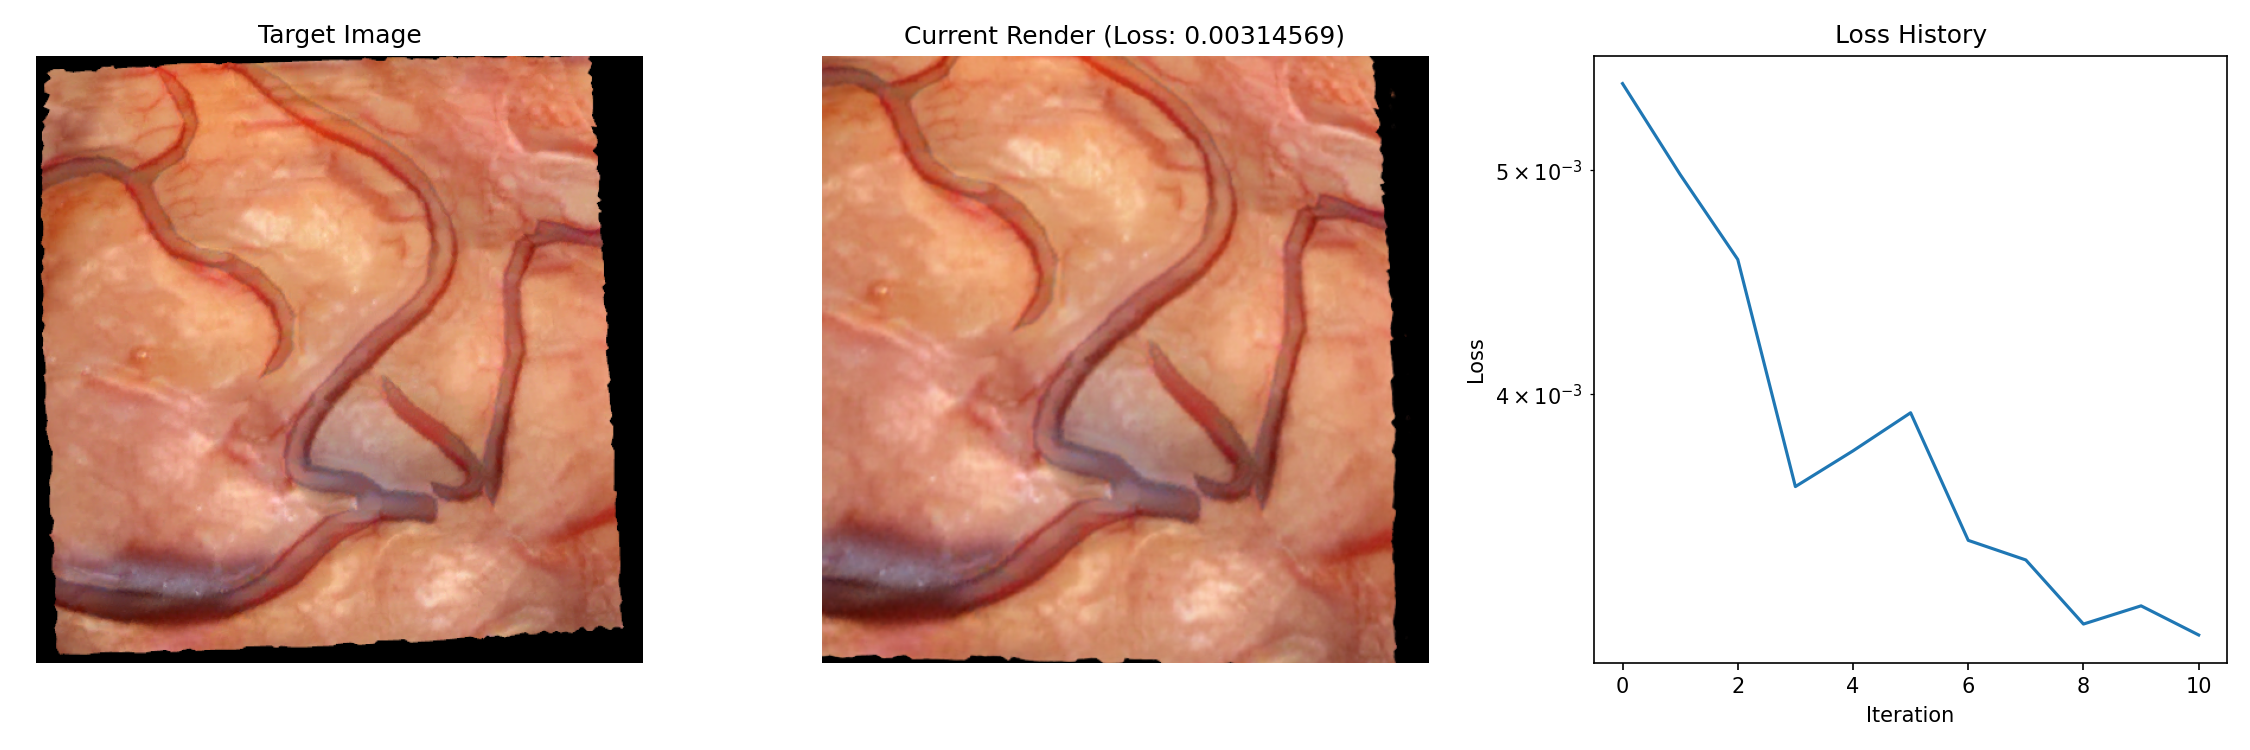 Target Image
Current Render (Loss: 0.00314569)
Loss History
5 × 10⁻³
4 × 10⁻³
Loss
0 2 4 6 8 10
Iteration